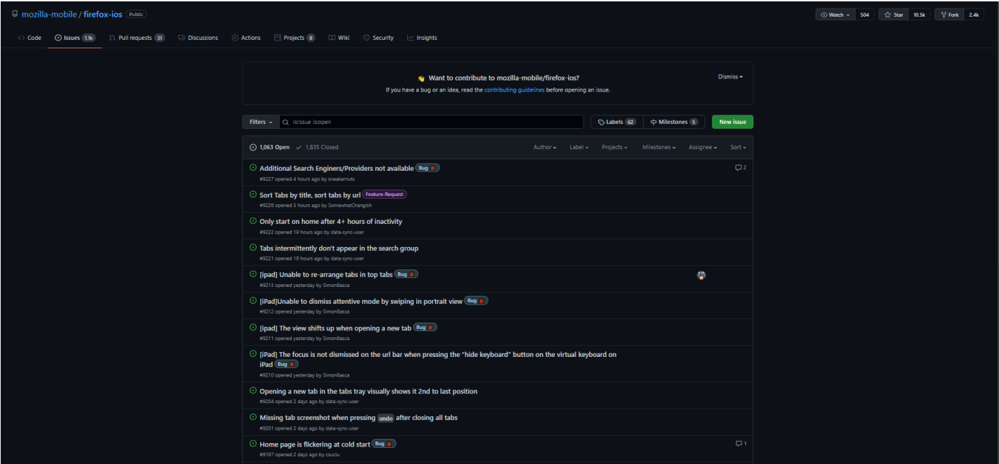 mozilla-mobile / firefox-ios Public
Watch 504 Star 10.5k Fork 2.4k
Code Issues 1.1k Pull requests 31 Discussions Actions Projects 8 Wiki Security Insights
👋 Want to contribute to mozilla-mobile/firefox-ios?
Dismiss
If you have a bug or an idea, read the contributing guidelines before opening an issue.
Filters is:issue is:open Labels 62 Milestones 5 New issue
1,063 Open 1,835 Closed Author Label Projects Milestones Assignee Sort
Additional Search Enginers/Providers not available Bug 🐞 2
#9227 opened 4 hours ago by sneakernuts
Sort Tabs by title, sort tabs by url Feature-Request
#9226 opened 5 hours ago by SomewhatOrangish
Only start on home after 4+ hours of inactivity
#9222 opened 19 hours ago by data-sync-user
Tabs intermittently don't appear in the search group
#9221 opened 19 hours ago by data-sync-user
[ipad] Unable to re-arrange tabs in top tabs Bug 🐞
#9213 opened yesterday by SimonBasca
[iPad]Unable to dismiss attentive mode by swiping in portrait view Bug 🐞
#9212 opened yesterday by SimonBasca
[ipad] The view shifts up when opening a new tab Bug 🐞
#9211 opened yesterday by SimonBasca
[iPad] The focus is not dismissed on the url bar when pressing the "hide keyboard" button on the virtual keyboard on
iPad Bug 🐞
#9210 opened yesterday by SimonBasca
Opening a new tab in the tabs tray visually shows it 2nd to last position
#9204 opened 2 days ago by data-sync-user
Missing tab screenshot when pressing undo after closing all tabs
#9201 opened 2 days ago by data-sync-user
Home page is flickering at cold start Bug 🐞 1
#9197 opened 2 days ago by csuciu